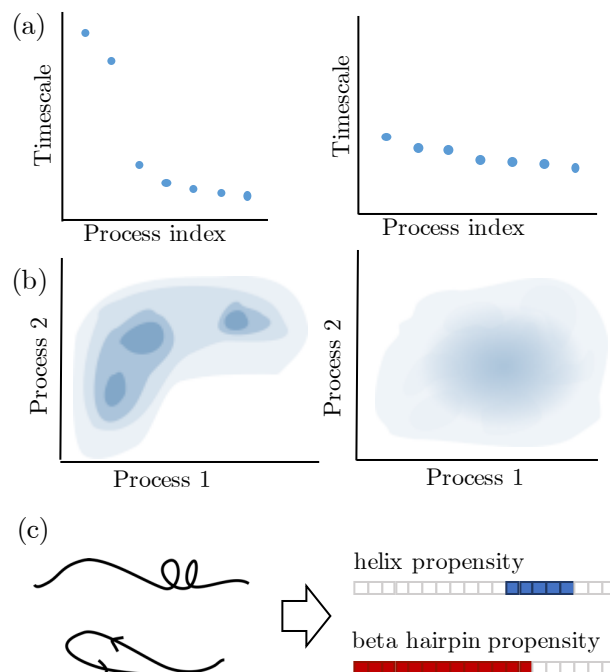 (a)
Timescale
Process index
Timescale
Process index
(b)
Process 2
Process 1
Process 2
Process 1
(c)
helix propensity
beta hairpin propensity